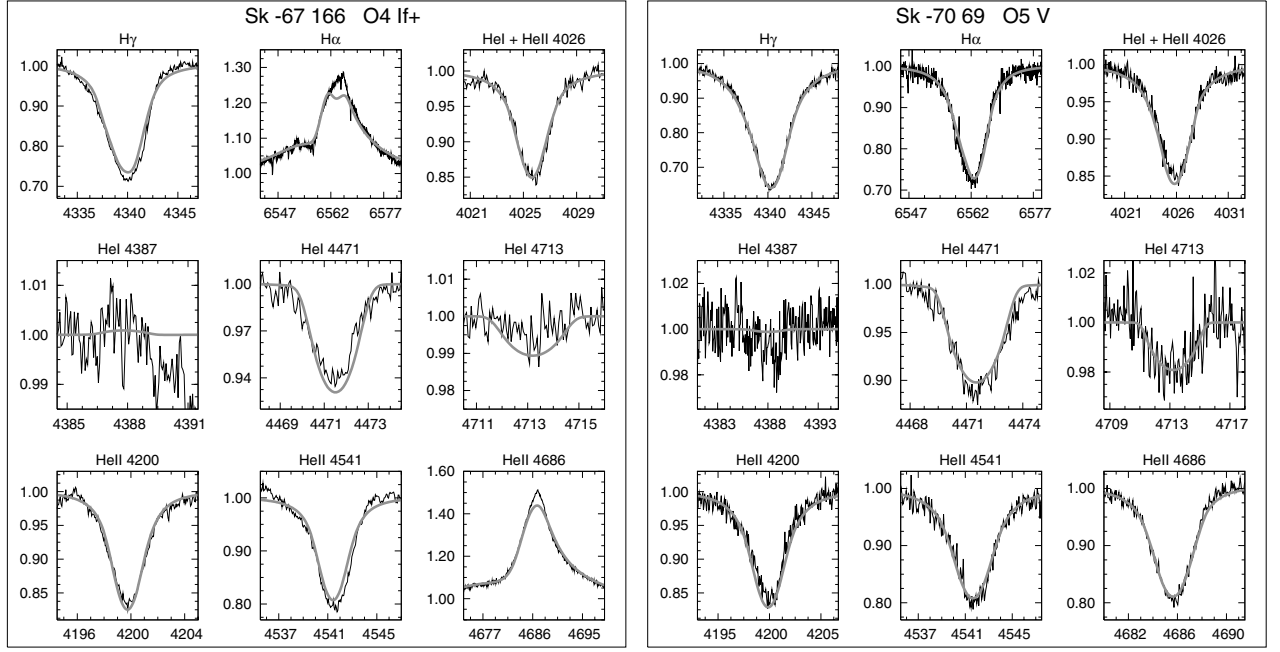 Sk -67 166 O4 If+
Hγ Hα HeI + HeII 4026
1.00 0.90 0.80 0.70
4335 4340 4345
1.30 1.20 1.10 1.00
6547 6562 6577
1.00 0.95 0.90 0.85
4021 4025 4029
HeI 4387 HeI 4471 HeI 4713
1.01 1.00 0.99
4385 4388 4391
1.00 0.97 0.94
4469 4471 4473
1.01 1.00 0.99 0.98
4711 4713 4715
HeII 4200 HeII 4541 HeII 4686
1.00 0.95 0.90 0.85
4196 4200 4204
1.00 0.90 0.80
4537 4541 4545
1.60 1.40 1.20 1.00
4677 4686 4695
Sk -70 69 O5 V
Hγ Hα HeI + HeII 4026
1.00 0.90 0.80 0.70
4335 4340 4345
1.00 0.90 0.80 0.70
6547 6562 6577
1.00 0.95 0.90 0.85
4021 4026 4031
HeI 4387 HeI 4471 HeI 4713
1.02 1.00 0.98
4383 4388 4393
1.00 0.95 0.90
4468 4471 4474
1.02 1.00 0.98
4709 4713 4717
HeII 4200 HeII 4541 HeII 4686
1.00 0.95 0.90 0.85
4195 4200 4205
1.00 0.90 0.80
4537 4541 4545
1.00 0.90 0.80
4682 4686 4690